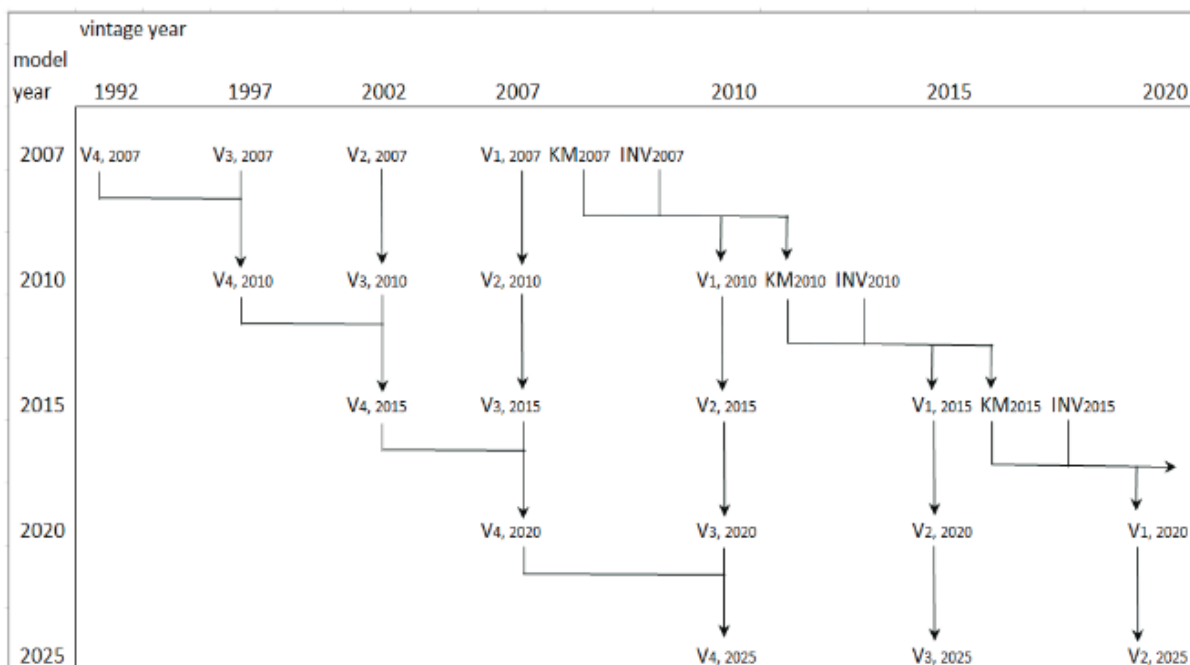 vintage year
model
year 1992 1997 2002 2007 2010 2015 2020
2007 V4, 2007 V3, 2007 V2, 2007 V1, 2007 KM2007 INV2007
2010 V4, 2010 V3, 2010 V2, 2010 V1, 2010 KM2010 INV2010
2015 V4, 2015 V3, 2015 V2, 2015 V1, 2015 KM2015 INV2015
2020 V4, 2020 V3, 2020 V2, 2020 V1, 2020
2025 V4, 2025 V3, 2025 V2, 2025